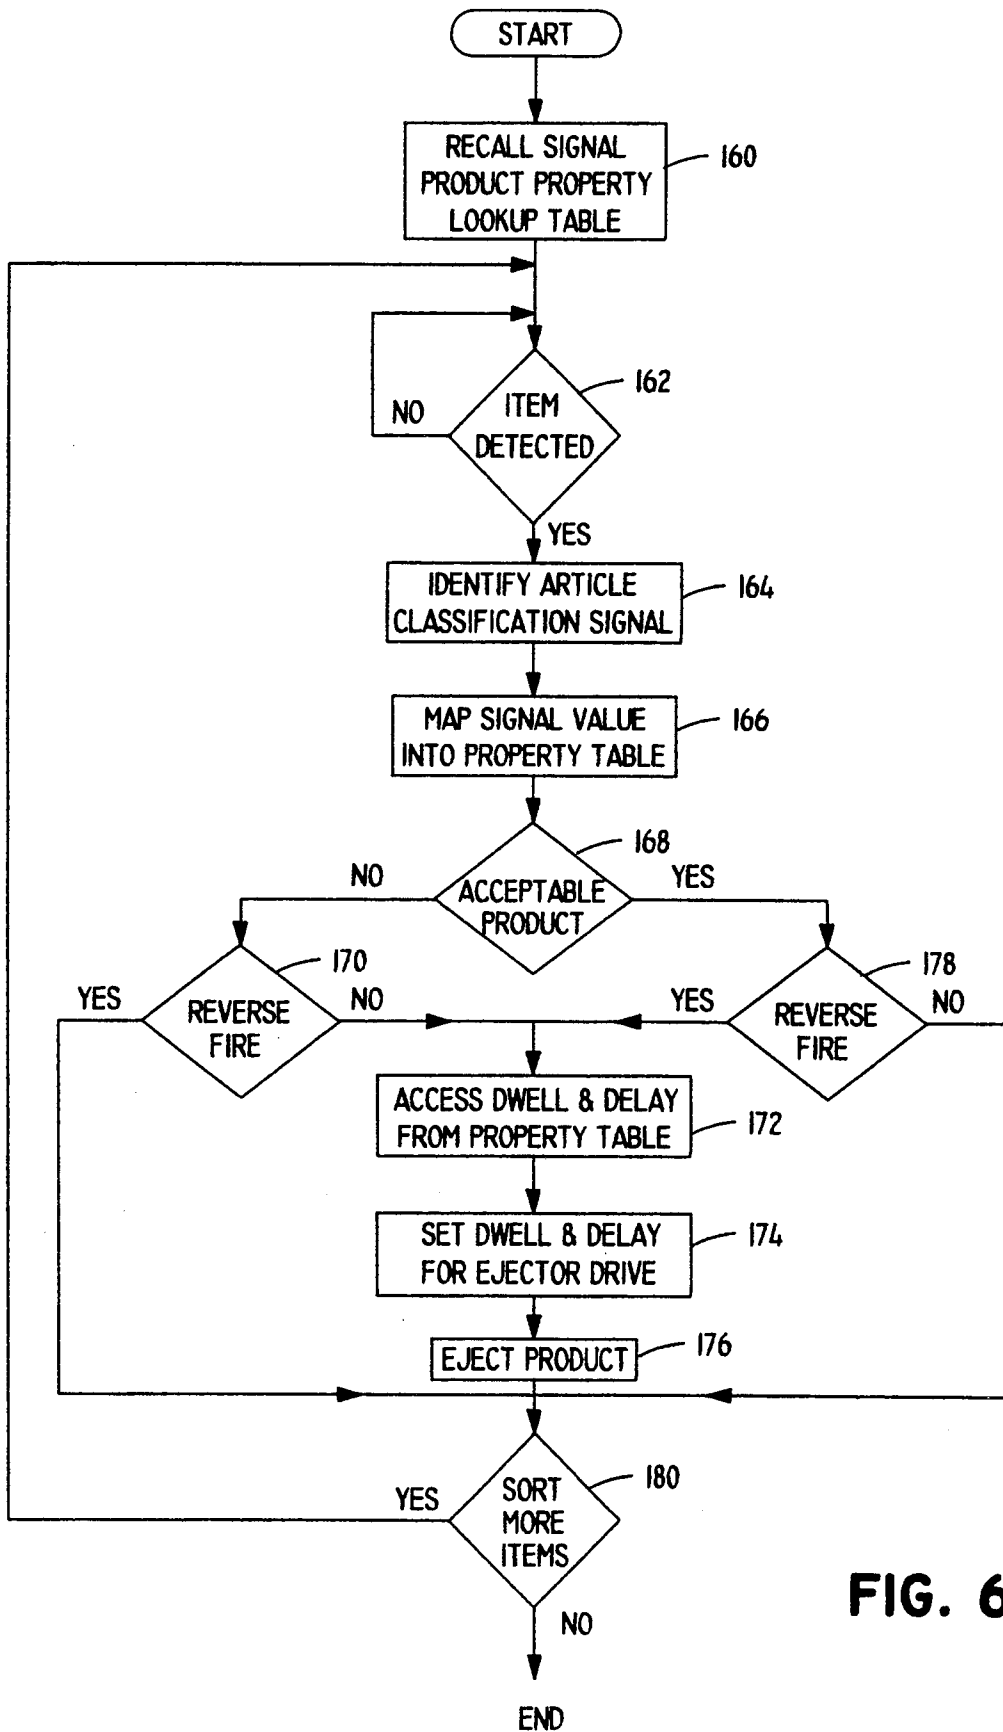 START
RECALL SIGNAL
PRODUCT PROPERTY
LOOKUP TABLE
160
162
ITEM
DETECTED
NO
YES
IDENTIFY ARTICLE
CLASSIFICATION SIGNAL
164
MAP SIGNAL VALUE
INTO PROPERTY TABLE
166
168
NO
ACCEPTABLE
PRODUCT
YES
170
178
YES
REVERSE
FIRE
NO
YES
REVERSE
FIRE
NO
ACCESS DWELL & DELAY
FROM PROPERTY TABLE
172
SET DWELL & DELAY
FOR EJECTOR DRIVE
174
EJECT PRODUCT
176
180
YES
SORT
MORE
ITEMS
NO
END
FIG. 6